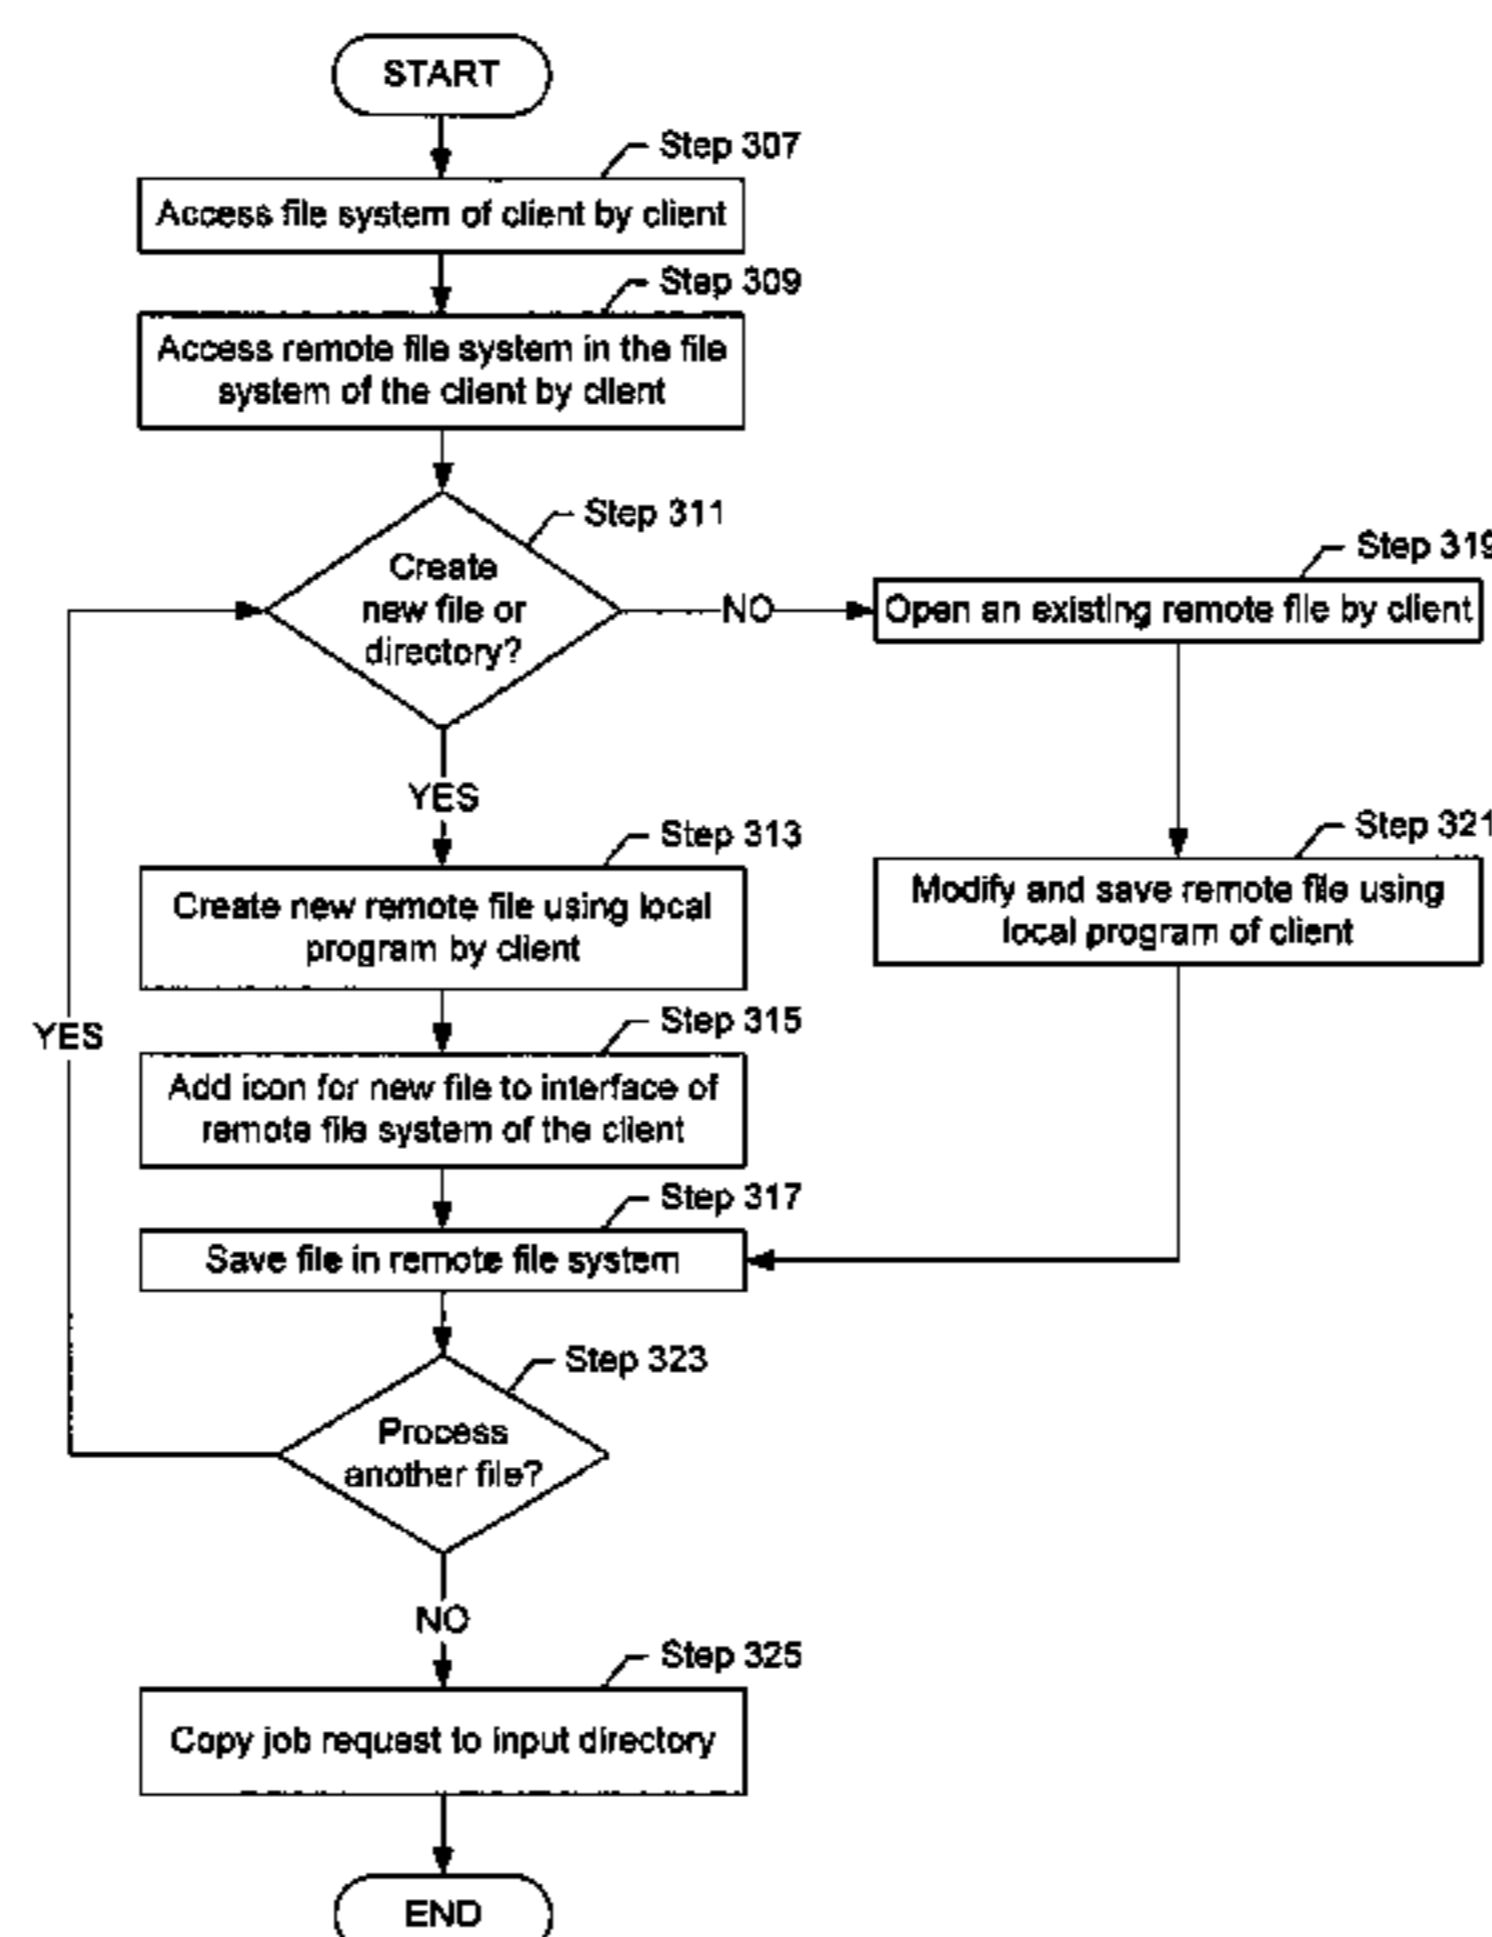 START
Step 307
Access file system of client by client
Step 309
Access remote file system in the file
system of the client by client
Step 311
Create
new file or
directory?
NO
Step 319
Open an existing remote file by client
YES
Step 313
Create new remote file using local
program by client
Step 321
Modify and save remote file using
local program of client
YES
Step 315
Add icon for new file to interface of
remote file system of the client
Step 317
Save file in remote file system
Step 323
Process
another file?
NO
Step 325
Copy job request to input directory
END